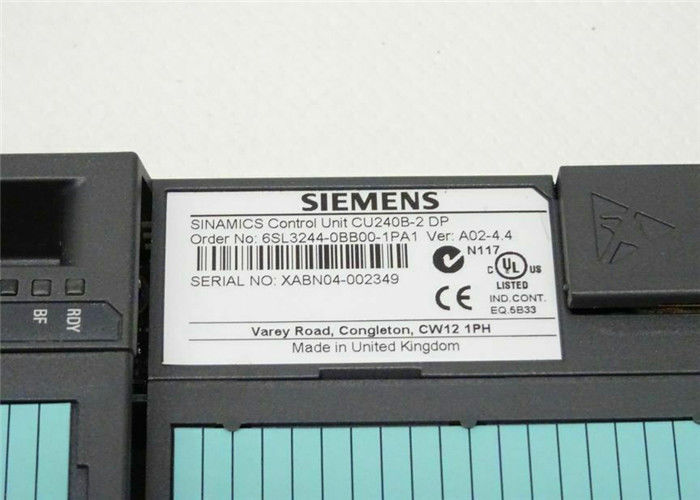 SIEMENS
SINAMICS Control Unit CU240B-2 DP
Order No: 6SL3244-0BB00-1PA1 Ver: A02-4.4
N117
SERIAL NO: XABN04-002349
C UL US
LISTED
CE
IND.CONT.
EQ.5B33
Varey Road, Congleton, CW12 1PH
Made in United Kingdom
RDY
BF